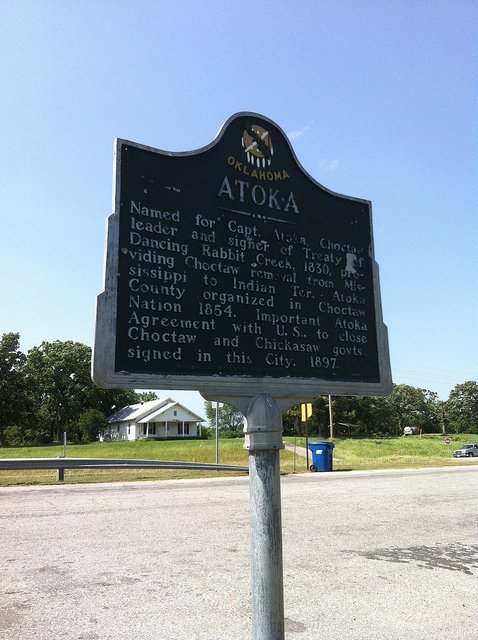 OKLAHOMA
ATOKA
Named for Capt. Atoka, Choctaw
leader and signer of Treaty of
Dancing Rabbit Creek, 1830, pro-
viding Choctaw removal from Mis-
sissippi to Indian Ter. Atoka
County organized in Choctaw
Nation 1854. Important Atoka
Agreement with U.S., to close
Choctaw and Chickasaw govts.
signed in this City, 1897.